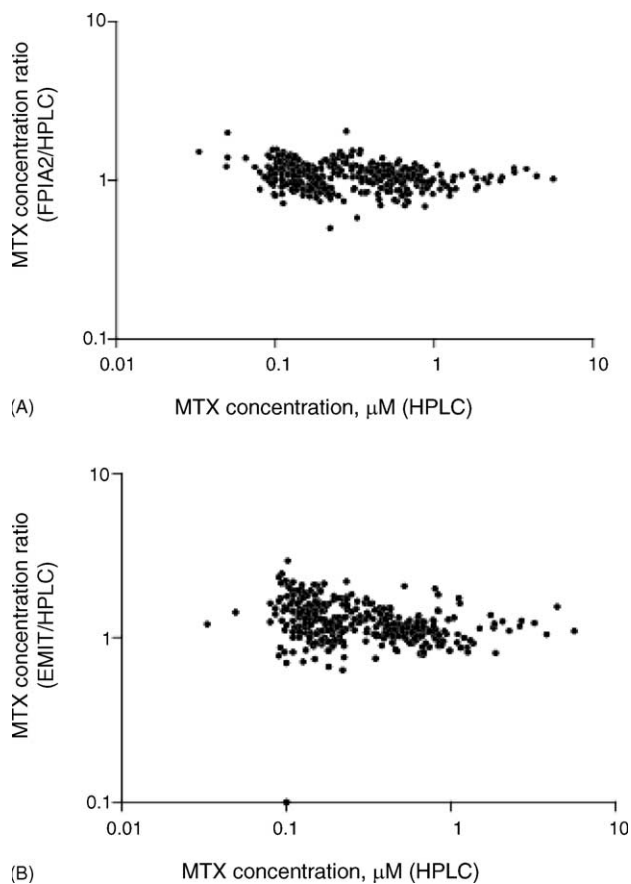 10
MTX concentration ratio
(FPIA2/HPLC)
1
0.1
0.01
0.1
1
10
(A)
MTX concentration, μM (HPLC)
10
MTX concentration ratio
(EMIT/HPLC)
1
0.1
0.01
0.1
1
10
(B)
MTX concentration, μM (HPLC)